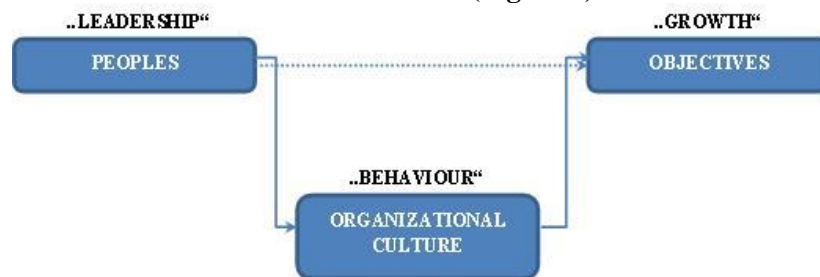 ..LEADERSHIP“
..GROWTH“
PEOPLES
OBJECTIVES
..BEHAVIOUR“
ORGANIZATIONAL
CULTURE